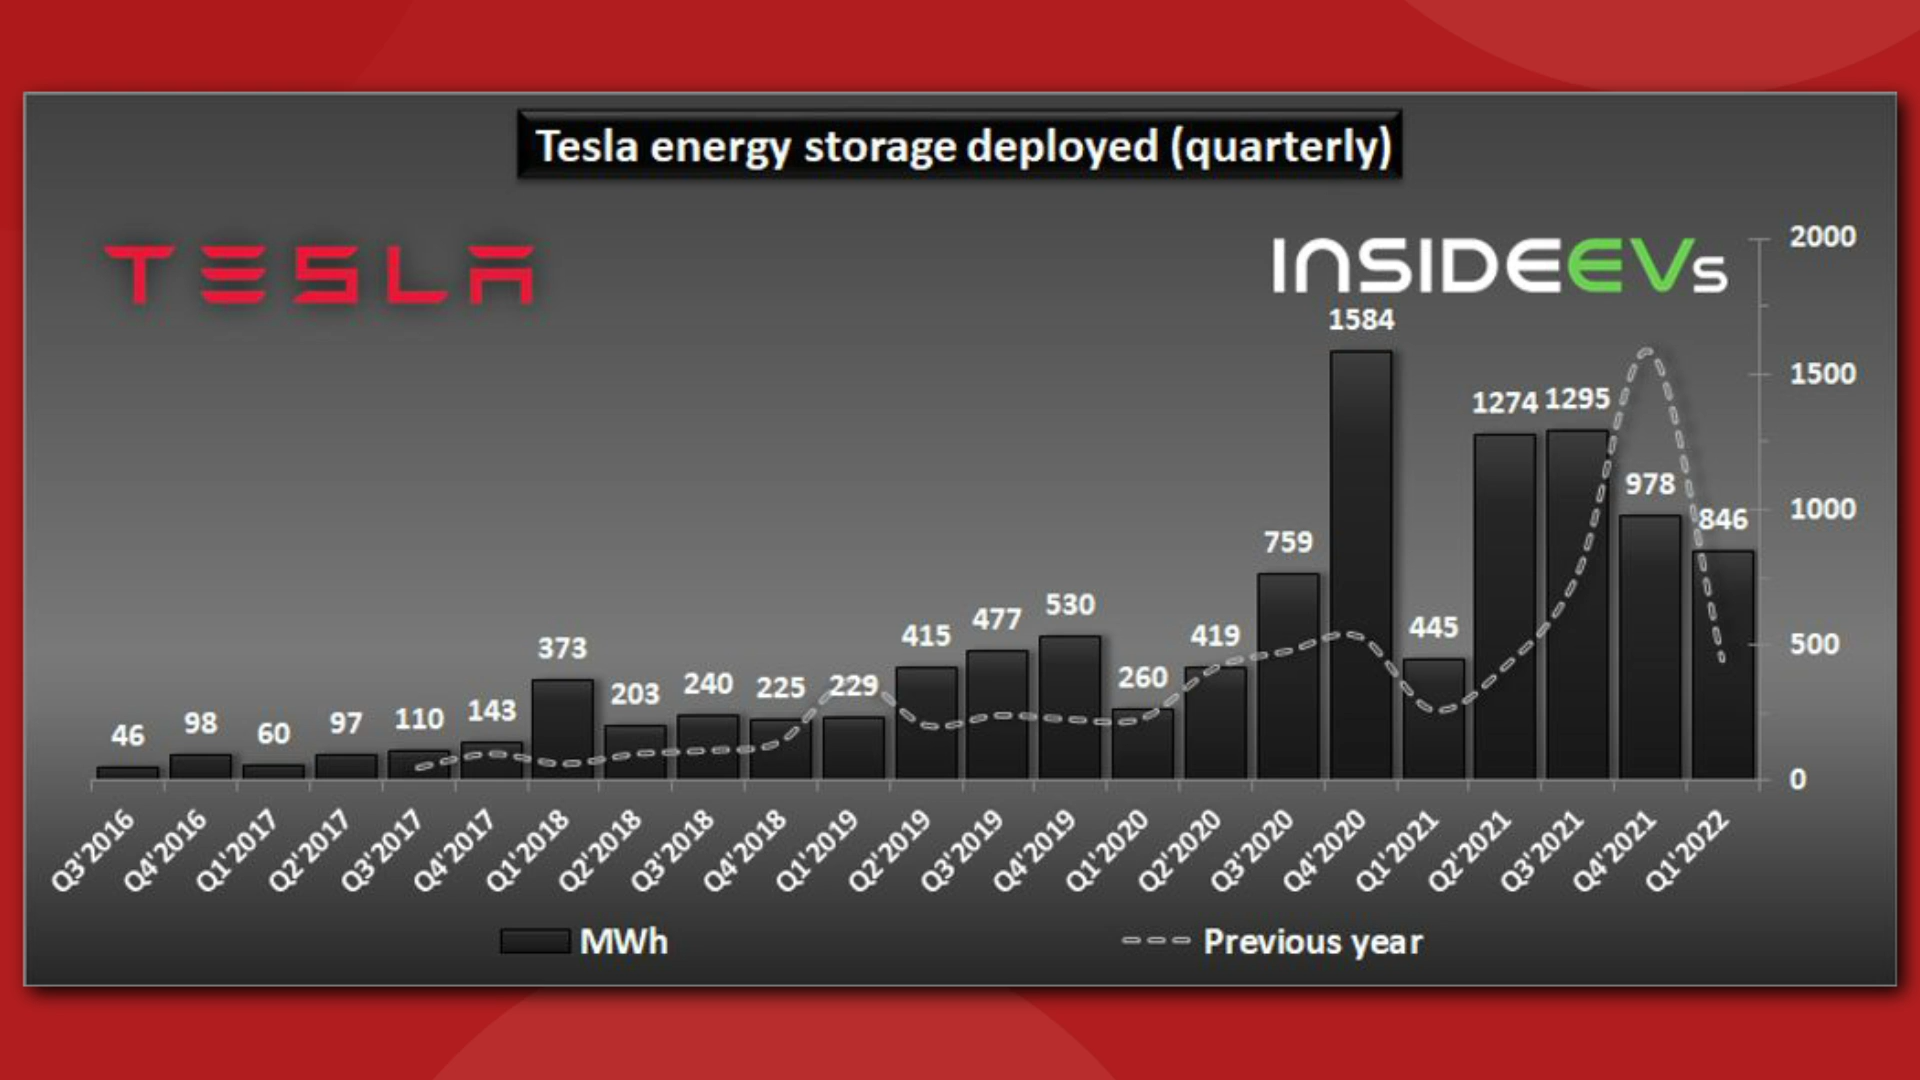 Tesla energy storage deployed (quarterly)
TESLA
INSIDEEVs
2000
1500
1000
500
0
46
98
60
97
110
143
373
203
240
225
229
415
477
530
260
419
759
1584
445
1274
1295
978
846
Q3'2016
Q4'2016
Q1'2017
Q2'2017
Q3'2017
Q4'2017
Q1'2018
Q2'2018
Q3'2018
Q4'2018
Q1'2019
Q2'2019
Q3'2019
Q4'2019
Q1'2020
Q2'2020
Q3'2020
Q4'2020
Q1'2021
Q2'2021
Q3'2021
Q4'2021
Q1'2022
MWh
Previous year